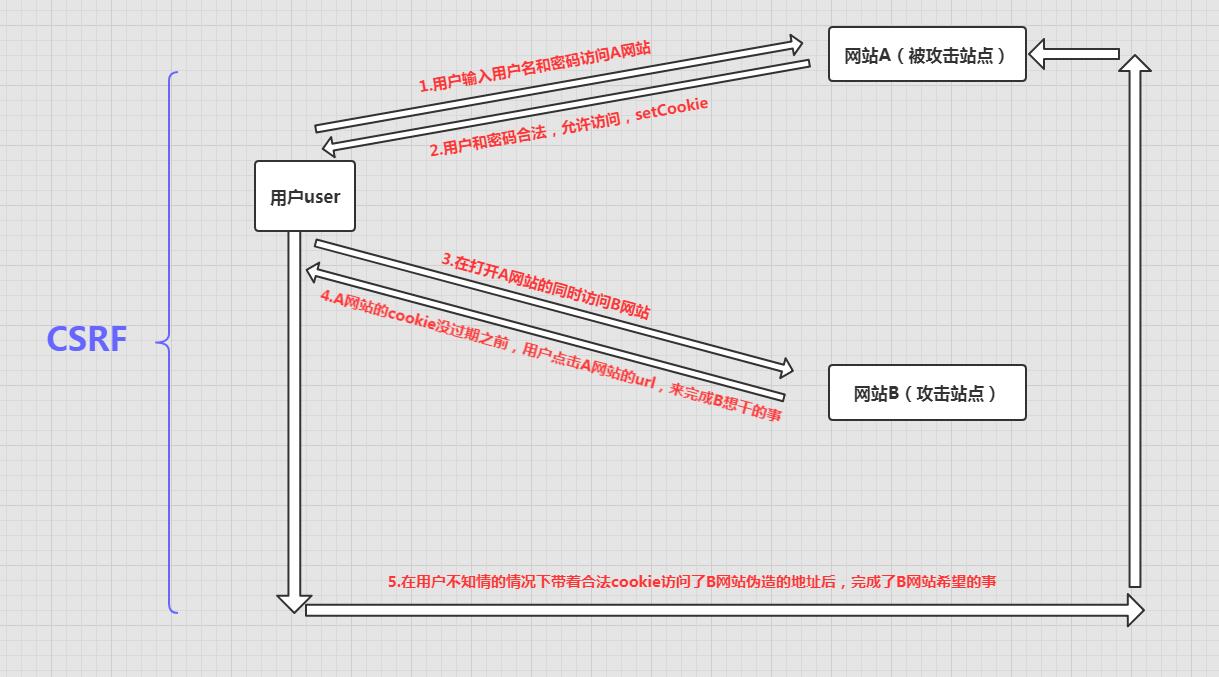 网站A（被攻击站点）
1.用户输入用户名和密码访问A网站
2.用户和密码合法，允许访问，setCookie
用户user
3.在打开A网站的同时访问B网站
4.A网站的cookie没过期之前，用户点击A网站的url，来完成B想干的事
CSRF
网站B（攻击站点）
5.在用户不知情的情况下带着合法cookie访问了B网站伪造的地址后，完成了B网站希望的事